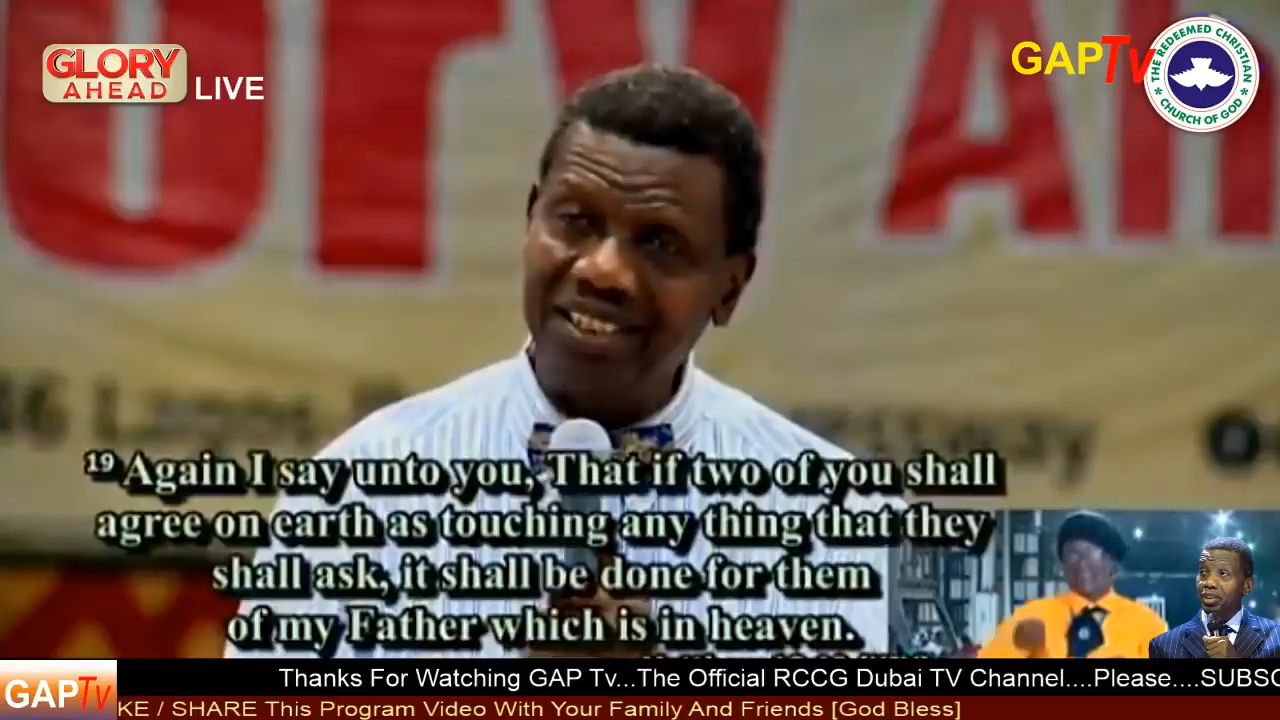 GLORY
AHEAD
LIVE
GAPTv
THE REDEEMED CHRISTIAN
CHURCH OF GOD
¹⁹ Again I say unto you, That if two of you shall
agree on earth as touching any thing that they
shall ask, it shall be done for them
of my Father which is in heaven.
GAPTv
Thanks For Watching GAP Tv...The Official RCCG Dubai TV Channel....Please....SUBSC
KE / SHARE This Program Video With Your Family And Friends [God Bless]